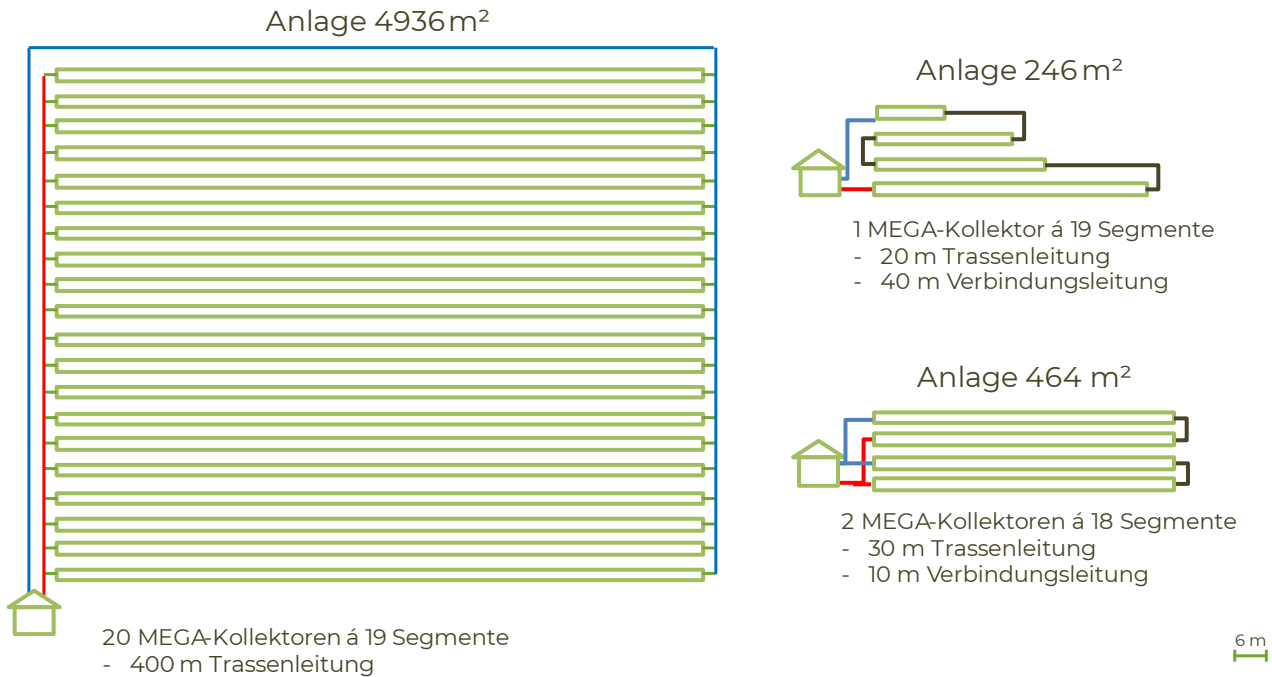 Anlage 4936 m²
20 MEGA-Kollektoren á 19 Segmente
- 400 m Trassenleitung
Anlage 246 m²
1 MEGA-Kollektor á 19 Segmente
- 20 m Trassenleitung
- 40 m Verbindungsleitung
Anlage 464 m²
2 MEGA-Kollektoren á 18 Segmente
- 30 m Trassenleitung
- 10 m Verbindungsleitung
6 m